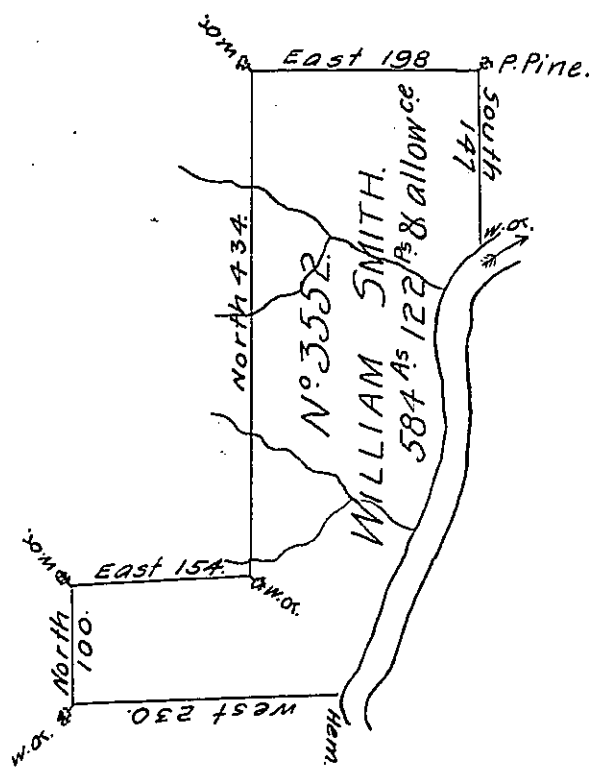 W.O.
East 198
P. Pine.
South
147
W.O.
North 434.
Nº 3552.
WILLIAM SMITH.
584 As 122 Ps & allowce
W.O.
East 154.
W.O.
North
100.
W.O.
West 230.
Hem.